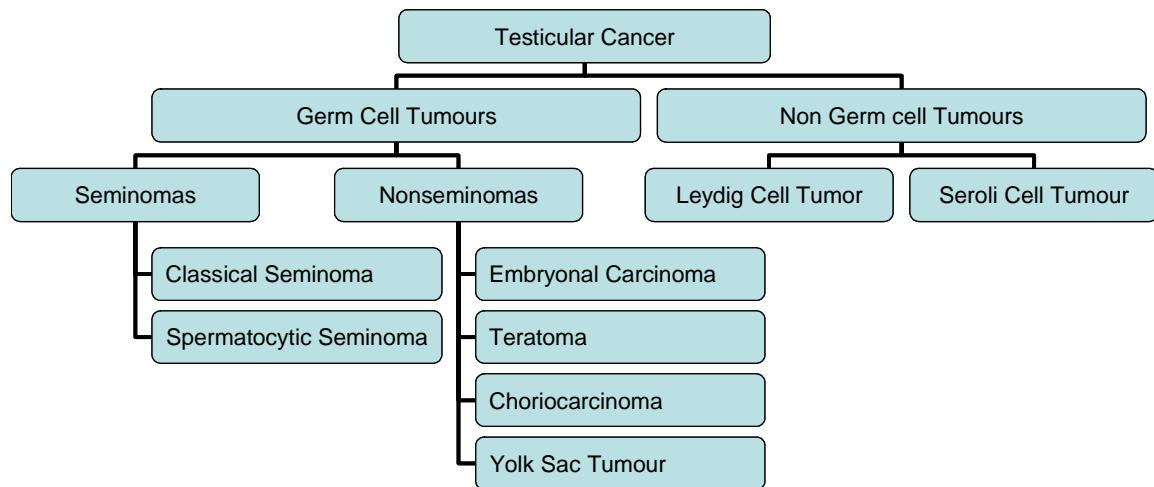 Testicular Cancer
Germ Cell Tumours
Non Germ cell Tumours
Seminomas
Nonseminomas
Leydig Cell Tumor
Seroli Cell Tumour
Classical Seminoma
Embryonal Carcinoma
Spermatocytic Seminoma
Teratoma
Choriocarcinoma
Yolk Sac Tumour